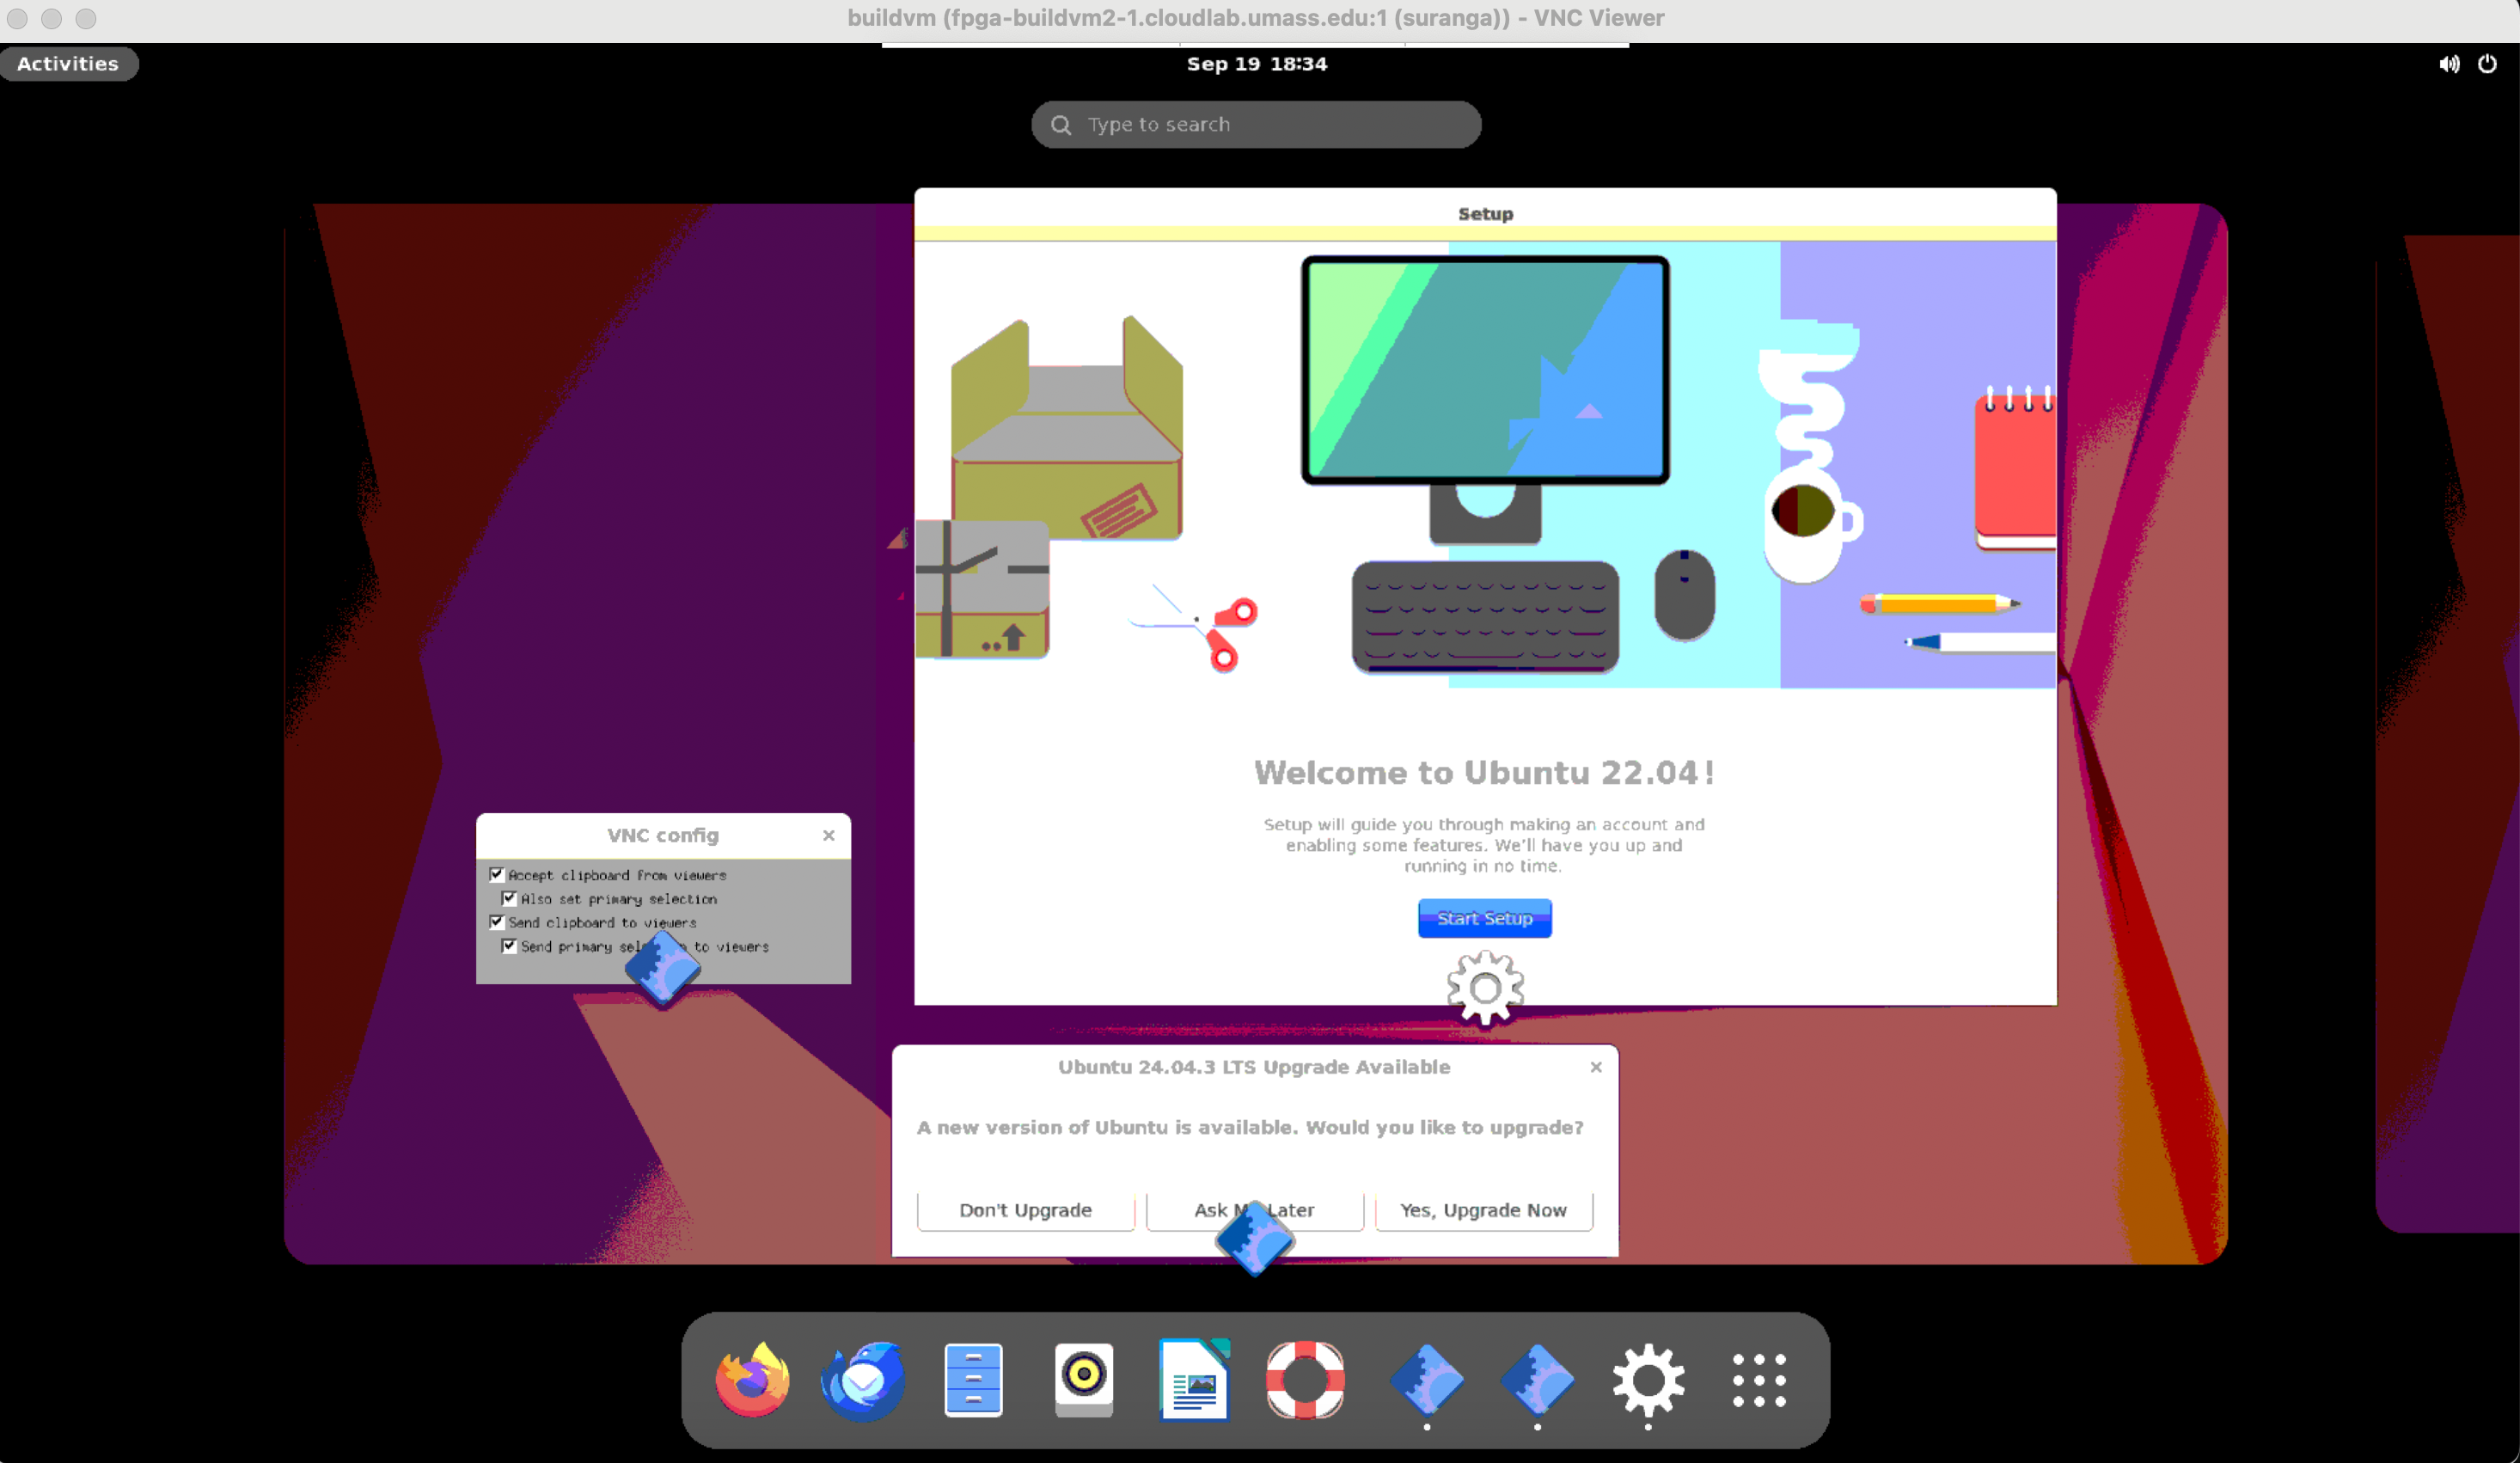 buildvm (fpga-buildvm2-1.cloudlab.umass.edu:1 (suranga)) - VNC Viewer
Activities
Sep 19 18:34
Type to search
Setup
Welcome to Ubuntu 22.04!
Setup will guide you through making an account and
enabling some features. We'll have you up and
running in no time.
Start Setup
VNC config
Accept clipboard from viewers
Also set primary selection
Send clipboard to viewers
Send primary to viewers
Ubuntu 24.04.3 LTS Upgrade Available
A new version of Ubuntu is available. Would you like to upgrade?
Don't Upgrade
Ask Later
Yes, Upgrade Now